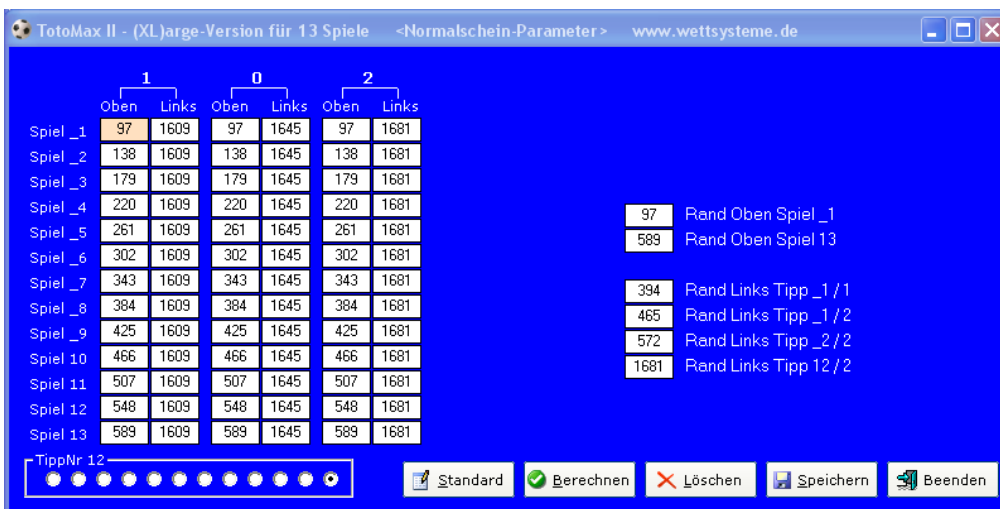 TotoMax II - (XL)arge-Version für 13 Spiele <Normalschein-Parameter> www.wettsysteme.de
1 0 2
Oben Links Oben Links Oben Links
Spiel _1 97 1609 97 1645 97 1681
Spiel _2 138 1609 138 1645 138 1681
Spiel _3 179 1609 179 1645 179 1681
Spiel _4 220 1609 220 1645 220 1681
Spiel _5 261 1609 261 1645 261 1681
Spiel _6 302 1609 302 1645 302 1681
Spiel _7 343 1609 343 1645 343 1681
Spiel _8 384 1609 384 1645 384 1681
Spiel _9 425 1609 425 1645 425 1681
Spiel 10 466 1609 466 1645 466 1681
Spiel 11 507 1609 507 1645 507 1681
Spiel 12 548 1609 548 1645 548 1681
Spiel 13 589 1609 589 1645 589 1681
97 Rand Oben Spiel _1
589 Rand Oben Spiel 13
394 Rand Links Tipp _1/1
465 Rand Links Tipp _1/2
572 Rand Links Tipp _2/2
1681 Rand Links Tipp 12/2
TippNr 12
Standard Berechnen Löschen Speichern Beenden